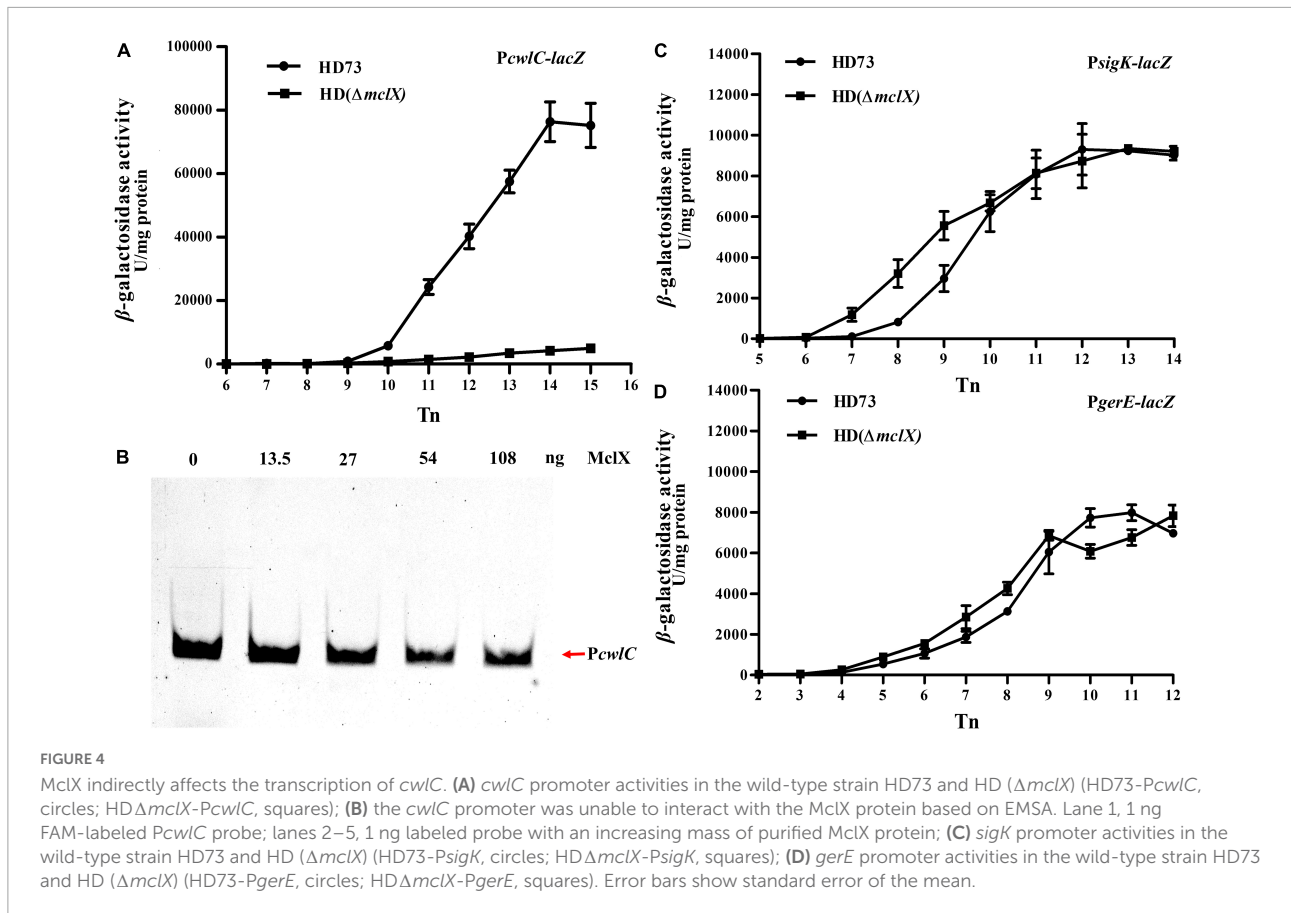 A
PcwlC-lacZ
HD73
HD(ΔmclX)
100000
80000
60000
40000
20000
0
β-galactosidase activity
U/mg protein
6 7 8 9 10 11 12 13 14 15 16
Tn
B
0 13.5 27 54 108 ng MclX
PcwlC
C
PsigK-lacZ
HD73
HD(ΔmclX)
14000
12000
10000
8000
6000
4000
2000
0
β-galactosidase activity
U/mg protein
5 6 7 8 9 10 11 12 13 14
Tn
D
PgerE-lacZ
HD73
HD(ΔmclX)
14000
12000
10000
8000
6000
4000
2000
0
β-galactosidase activity
U/mg protein
2 3 4 5 6 7 8 9 10 11 12
Tn
FIGURE 4
MclX indirectly affects the transcription of cwlC. (A) cwlC promoter activities in the wild-type strain HD73 and HD (ΔmclX) (HD73-PcwlC,
circles; HDΔmclX-PcwlC, squares); (B) the cwlC promoter was unable to interact with the MclX protein based on EMSA. Lane 1, 1 ng
FAM-labeled PcwlC probe; lanes 2–5, 1 ng labeled probe with an increasing mass of purified MclX protein; (C) sigK promoter activities in the
wild-type strain HD73 and HD (ΔmclX) (HD73-PsigK, circles; HDΔmclX-PsigK, squares); (D) gerE promoter activities in the wild-type strain HD73
and HD (ΔmclX) (HD73-PgerE, circles; HDΔmclX-PgerE, squares). Error bars show standard error of the mean.